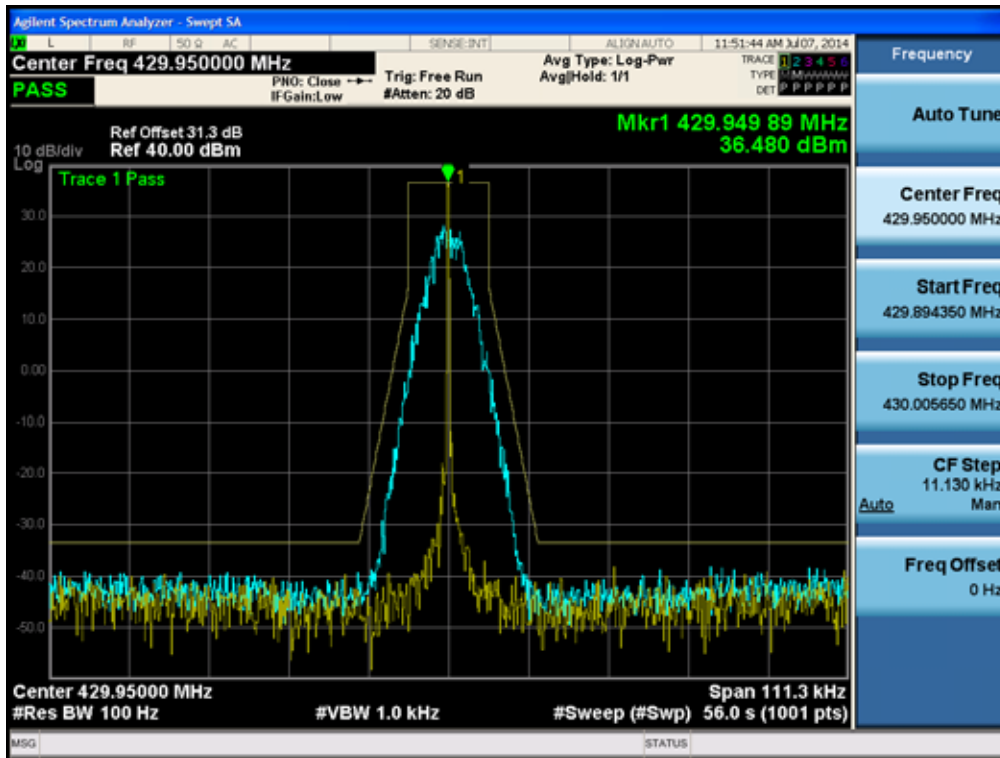 Agilent Spectrum Analyzer - Swept SA
L RF 50 Ω AC SENSE:INT ALIGN AUTO 11:51:44 AM Jul 07, 2014
Center Freq 429.950000 MHz
PASS
PNO: Close
IFGain:Low
Trig: Free Run
#Atten: 20 dB
Avg Type: Log-Pwr
Avg|Hold: 1/1
TRACE 1 2 3 4 5 6
TYPE
DET P P P P P P
Ref Offset 31.3 dB
Ref 40.00 dBm
10 dB/div
Log
Mkr1 429.949 89 MHz
36.480 dBm
Trace 1 Pass
1
30.0
20.0
10.0
0.00
-10.0
-20.0
-30.0
-40.0
-50.0
Center 429.95000 MHz
Span 111.3 kHz
#Res BW 100 Hz
#VBW 1.0 kHz
#Sweep (#Swp) 56.0 s (1001 pts)
MSG
STATUS
Frequency
Auto Tune
Center Freq
429.950000 MHz
Start Freq
429.894350 MHz
Stop Freq
430.005650 MHz
CF Step
11.130 kHz
Auto Man
Freq Offset
0 Hz